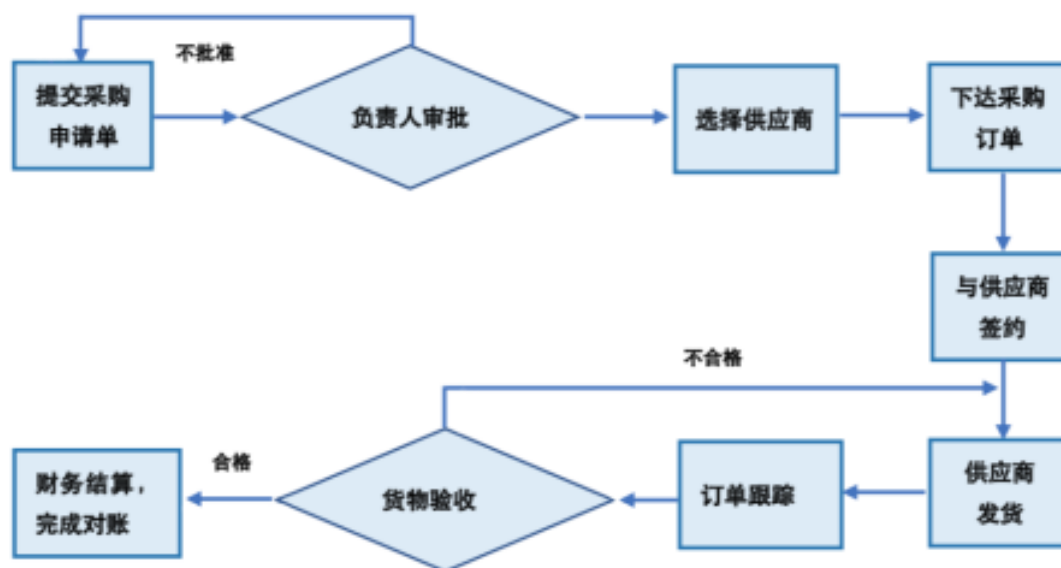 不批准
提交采购
申请单
负责人审批
选择供应商
下达采购
订单
与供应商
签约
不合格
供应商
发货
订单跟踪
货物验收
合格
财务结算，
完成对账